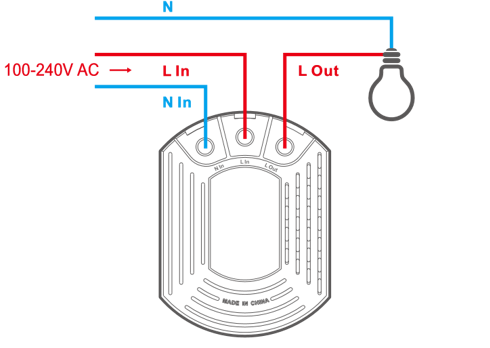 N
100-240V AC → L In
L Out
N In
N In
L In
L Out
MADE IN CHINA